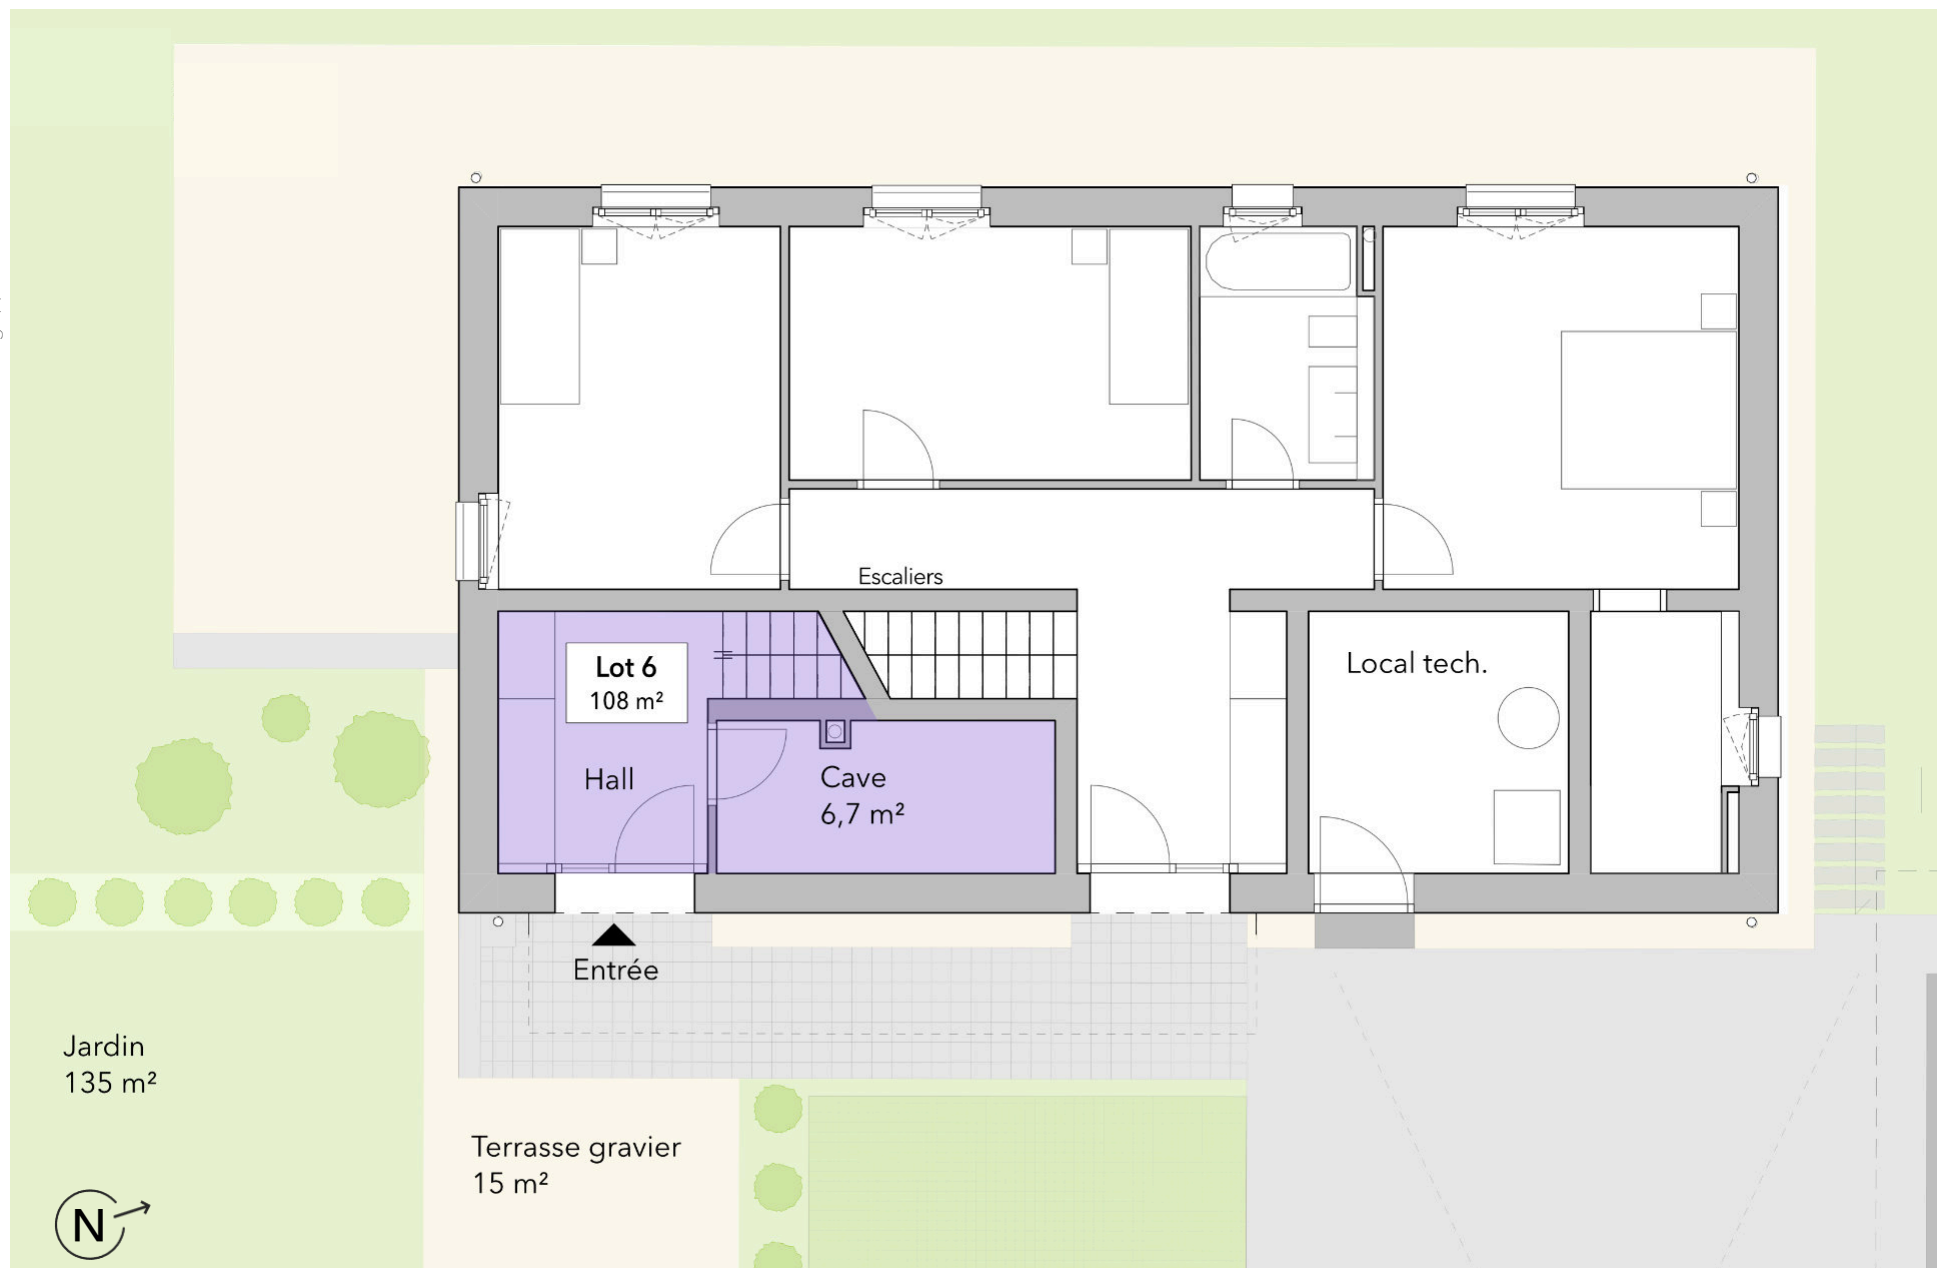 Escaliers
Lot 6
108 m²
Local tech.
Hall
Cave
6,7 m²
Entrée
Jardin
135 m²
Terrasse gravier
15 m²
N